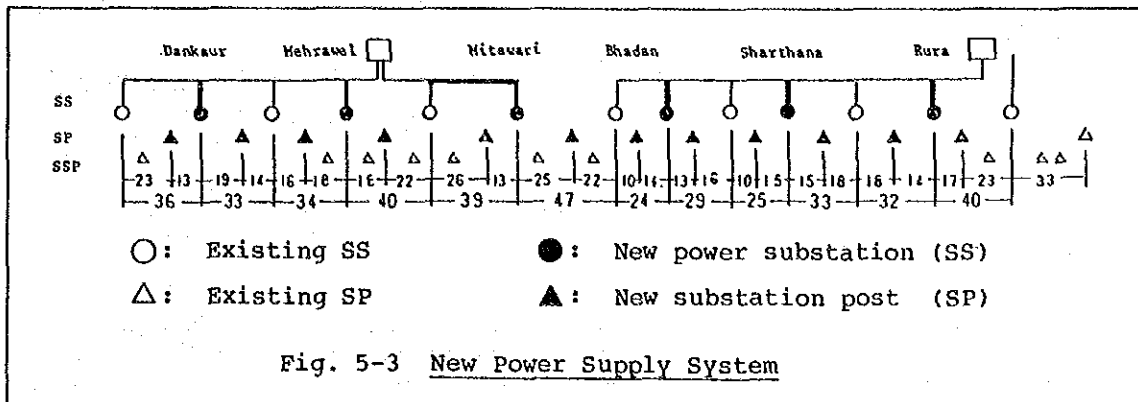 Dankaur Mehrawal Mitawari Bhadan Sharthana Rura
SS
SP
SSP
23 13 19 14 16 18 16 22 26 13 25 22 10 14 13 16 10 15 15 18 18 14 17 23 33
36 33 34 40 39 47 24 29 25 33 32 40
○: Existing SS ●: New power substation (SS)
△: Existing SP ▲: New substation post (SP)
Fig. 5-3 New Power Supply System